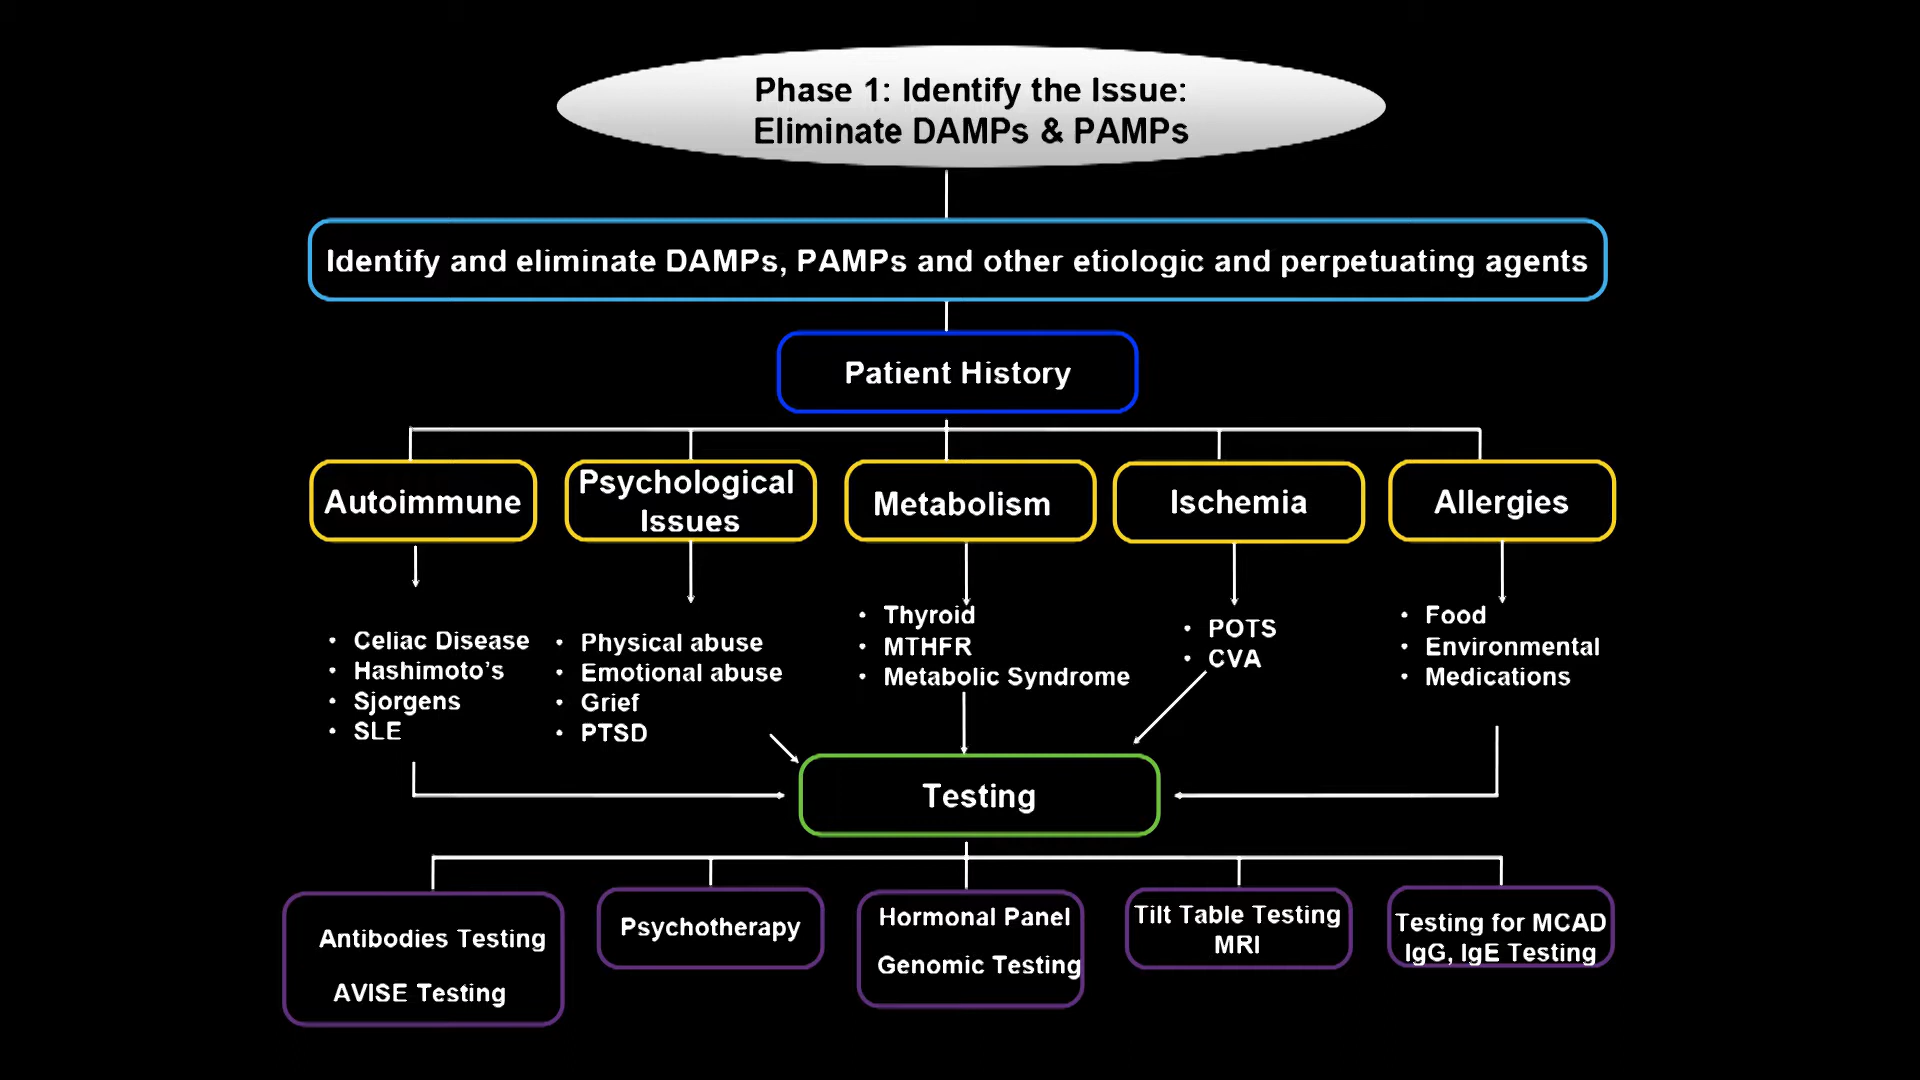 Phase 1: Identify the Issue:
Eliminate DAMPs & PAMPs
Identify and eliminate DAMPs, PAMPs and other etiologic and perpetuating agents
Patient History
Autoimmune
Psychological
Issues
Metabolism
Ischemia
Allergies
• Celiac Disease
• Hashimoto’s
• Sjorgens
• SLE
• Physical abuse
• Emotional abuse
• Grief
• PTSD
• Thyroid
• MTHFR
• Metabolic Syndrome
• POTS
• CVA
• Food
• Environmental
• Medications
Testing
Antibodies Testing
AVISE Testing
Psychotherapy
Hormonal Panel
Genomic Testing
Tilt Table Testing
MRI
Testing for MCAD
IgG, IgE Testing